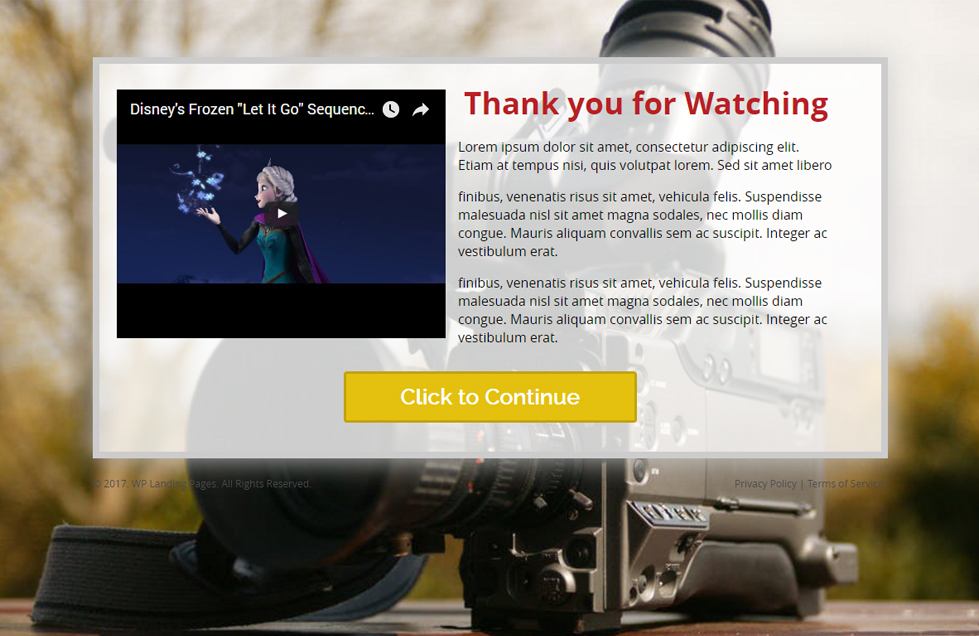 Disney's Frozen "Let It Go" Sequenc...
Thank you for Watching
Lorem ipsum dolor sit amet, consectetur adipiscing elit.
Etiam at tempus nisi, quis volutpat lorem. Sed sit amet libero
finibus, venenatis risus sit amet, vehicula felis. Suspendisse
malesuada nisl sit amet magna sodales, nec mollis diam
congue. Mauris aliquam convallis sem ac suscipit. Integer ac
vestibulum erat.
finibus, venenatis risus sit amet, vehicula felis. Suspendisse
malesuada nisl sit amet magna sodales, nec mollis diam
congue. Mauris aliquam convallis sem ac suscipit. Integer ac
vestibulum erat.
Click to Continue
© 2017. WP Landing Pages. All Rights Reserved.
Privacy Policy | Terms of Service